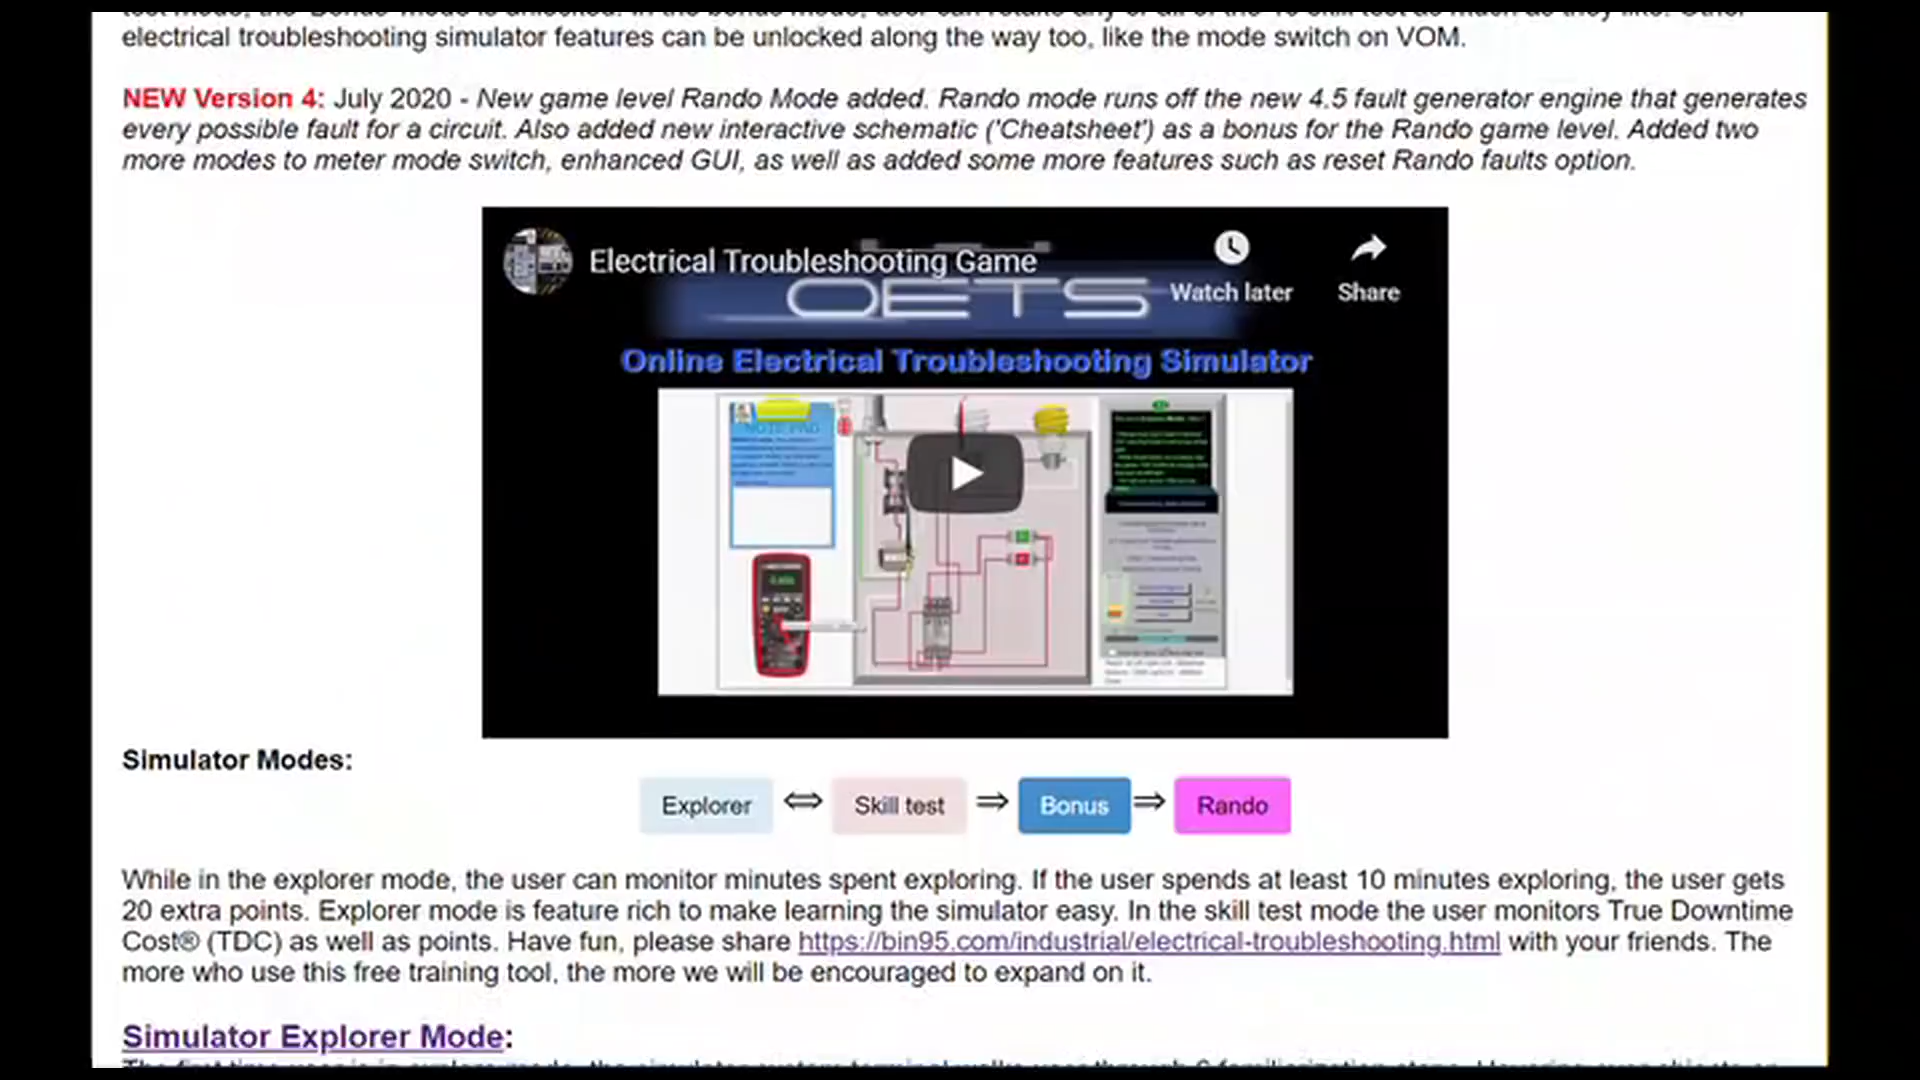 electrical troubleshooting simulator features can be unlocked along the way too, like the mode switch on VOM.
NEW Version 4: July 2020 - New game level Rando Mode added. Rando mode runs off the new 4.5 fault generator engine that generates
every possible fault for a circuit. Also added new interactive schematic ('Cheatsheet') as a bonus for the Rando game level. Added two
more modes to meter mode switch, enhanced GUI, as well as added some more features such as reset Rando faults option.
Electrical Troubleshooting Game
Watch later
Share
OETS
Online Electrical Troubleshooting Simulator
NOTE PAD
Simulator Modes:
Explorer ⇔ Skill test ⇒ Bonus ⇒ Rando
While in the explorer mode, the user can monitor minutes spent exploring. If the user spends at least 10 minutes exploring, the user gets
20 extra points. Explorer mode is feature rich to make learning the simulator easy. In the skill test mode the user monitors True Downtime
Cost® (TDC) as well as points. Have fun, please share https://bin95.com/industrial/electrical-troubleshooting.html with your friends. The
more who use this free training tool, the more we will be encouraged to expand on it.
Simulator Explorer Mode: